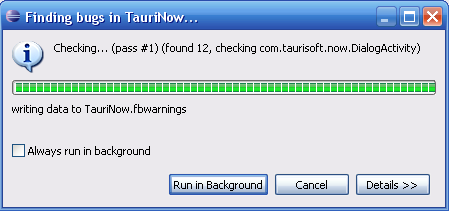 Finding bugs in TauriNow...
Checking... (pass #1) (found 12, checking com.taurisoft.now.DialogActivity)
writing data to TauriNow.fbwarnings
Always run in background
Run in Background Cancel Details >>